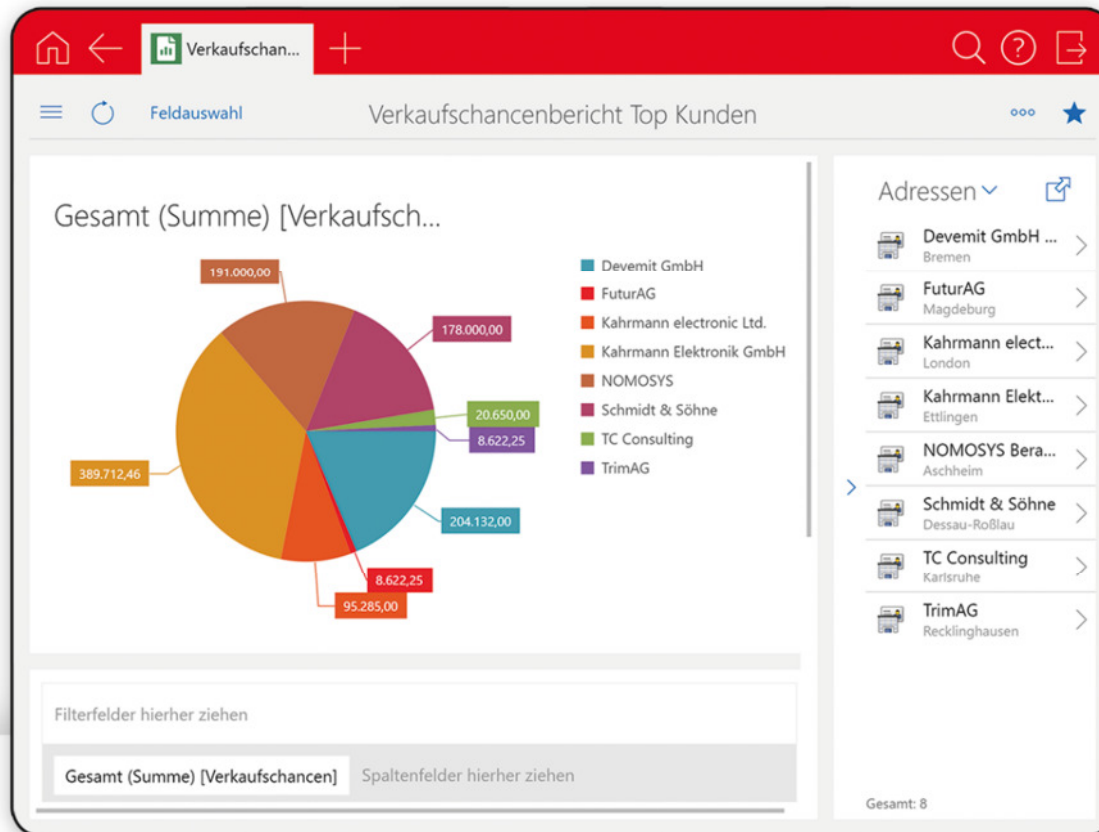 Verkaufschan...
Feldauswahl
Verkaufschancenbericht Top Kunden
Gesamt (Summe) [Verkaufsch...
191.000,00
178.000,00
20.650,00
8.622,25
389.712,46
204.132,00
8.622,25
95.285,00
Devemit GmbH
FuturAG
Kahrmann electronic Ltd.
Kahrmann Elektronik GmbH
NOMOSYS
Schmidt & Söhne
TC Consulting
TrimAG
Filterfelder hierher ziehen
Gesamt (Summe) [Verkaufschancen]
Spaltenfelder hierher ziehen
Adressen
Devemit GmbH ...
Bremen
FuturAG
Magdeburg
Kahrmann elect...
London
Kahrmann Elekt...
Ettlingen
NOMOSYS Bera...
Aschheim
Schmidt & Söhne
Dessau-Roßlau
TC Consulting
Karlsruhe
TrimAG
Recklinghausen
Gesamt: 8